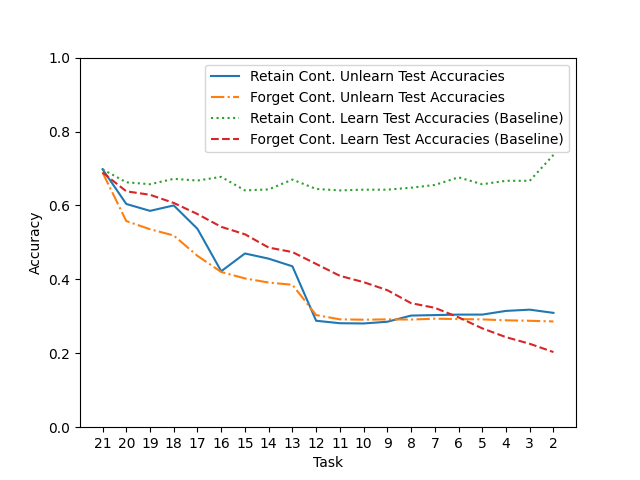 Retain Cont. Unlearn Test Accuracies
Forget Cont. Unlearn Test Accuracies
Retain Cont. Learn Test Accuracies (Baseline)
Forget Cont. Learn Test Accuracies (Baseline)
1.0
0.8
0.6
0.4
0.2
0.0
Accuracy
21 20 19 18 17 16 15 14 13 12 11 10 9 8 7 6 5 4 3 2
Task